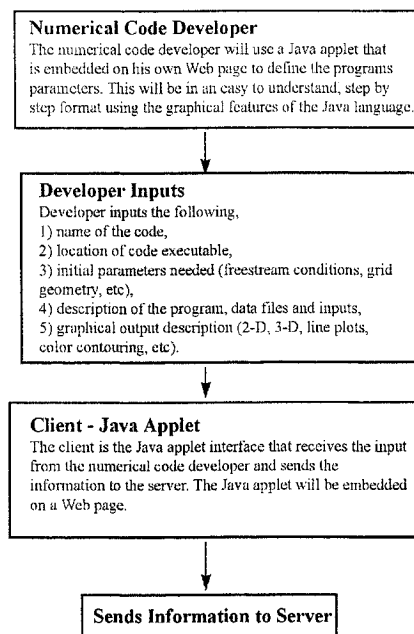 Numerical Code Developer
The numerical code developer will use a Java applet that
is embedded on his own Web page to define the programs
parameters. This will be in an easy to understand, step by
step format using the graphical features of the Java language.
Developer Inputs
Developer inputs the following,
1) name of the code,
2) location of code executable,
3) initial parameters needed (freestream conditions, grid
geometry, etc),
4) description of the program, data files and inputs,
5) graphical output description (2-D, 3-D, line plots,
color contouring, etc).
Client - Java Applet
The client is the Java applet interface that receives the input
from the numerical code developer and sends the
information to the server. The Java applet will be embedded
on a Web page.
Sends Information to Server